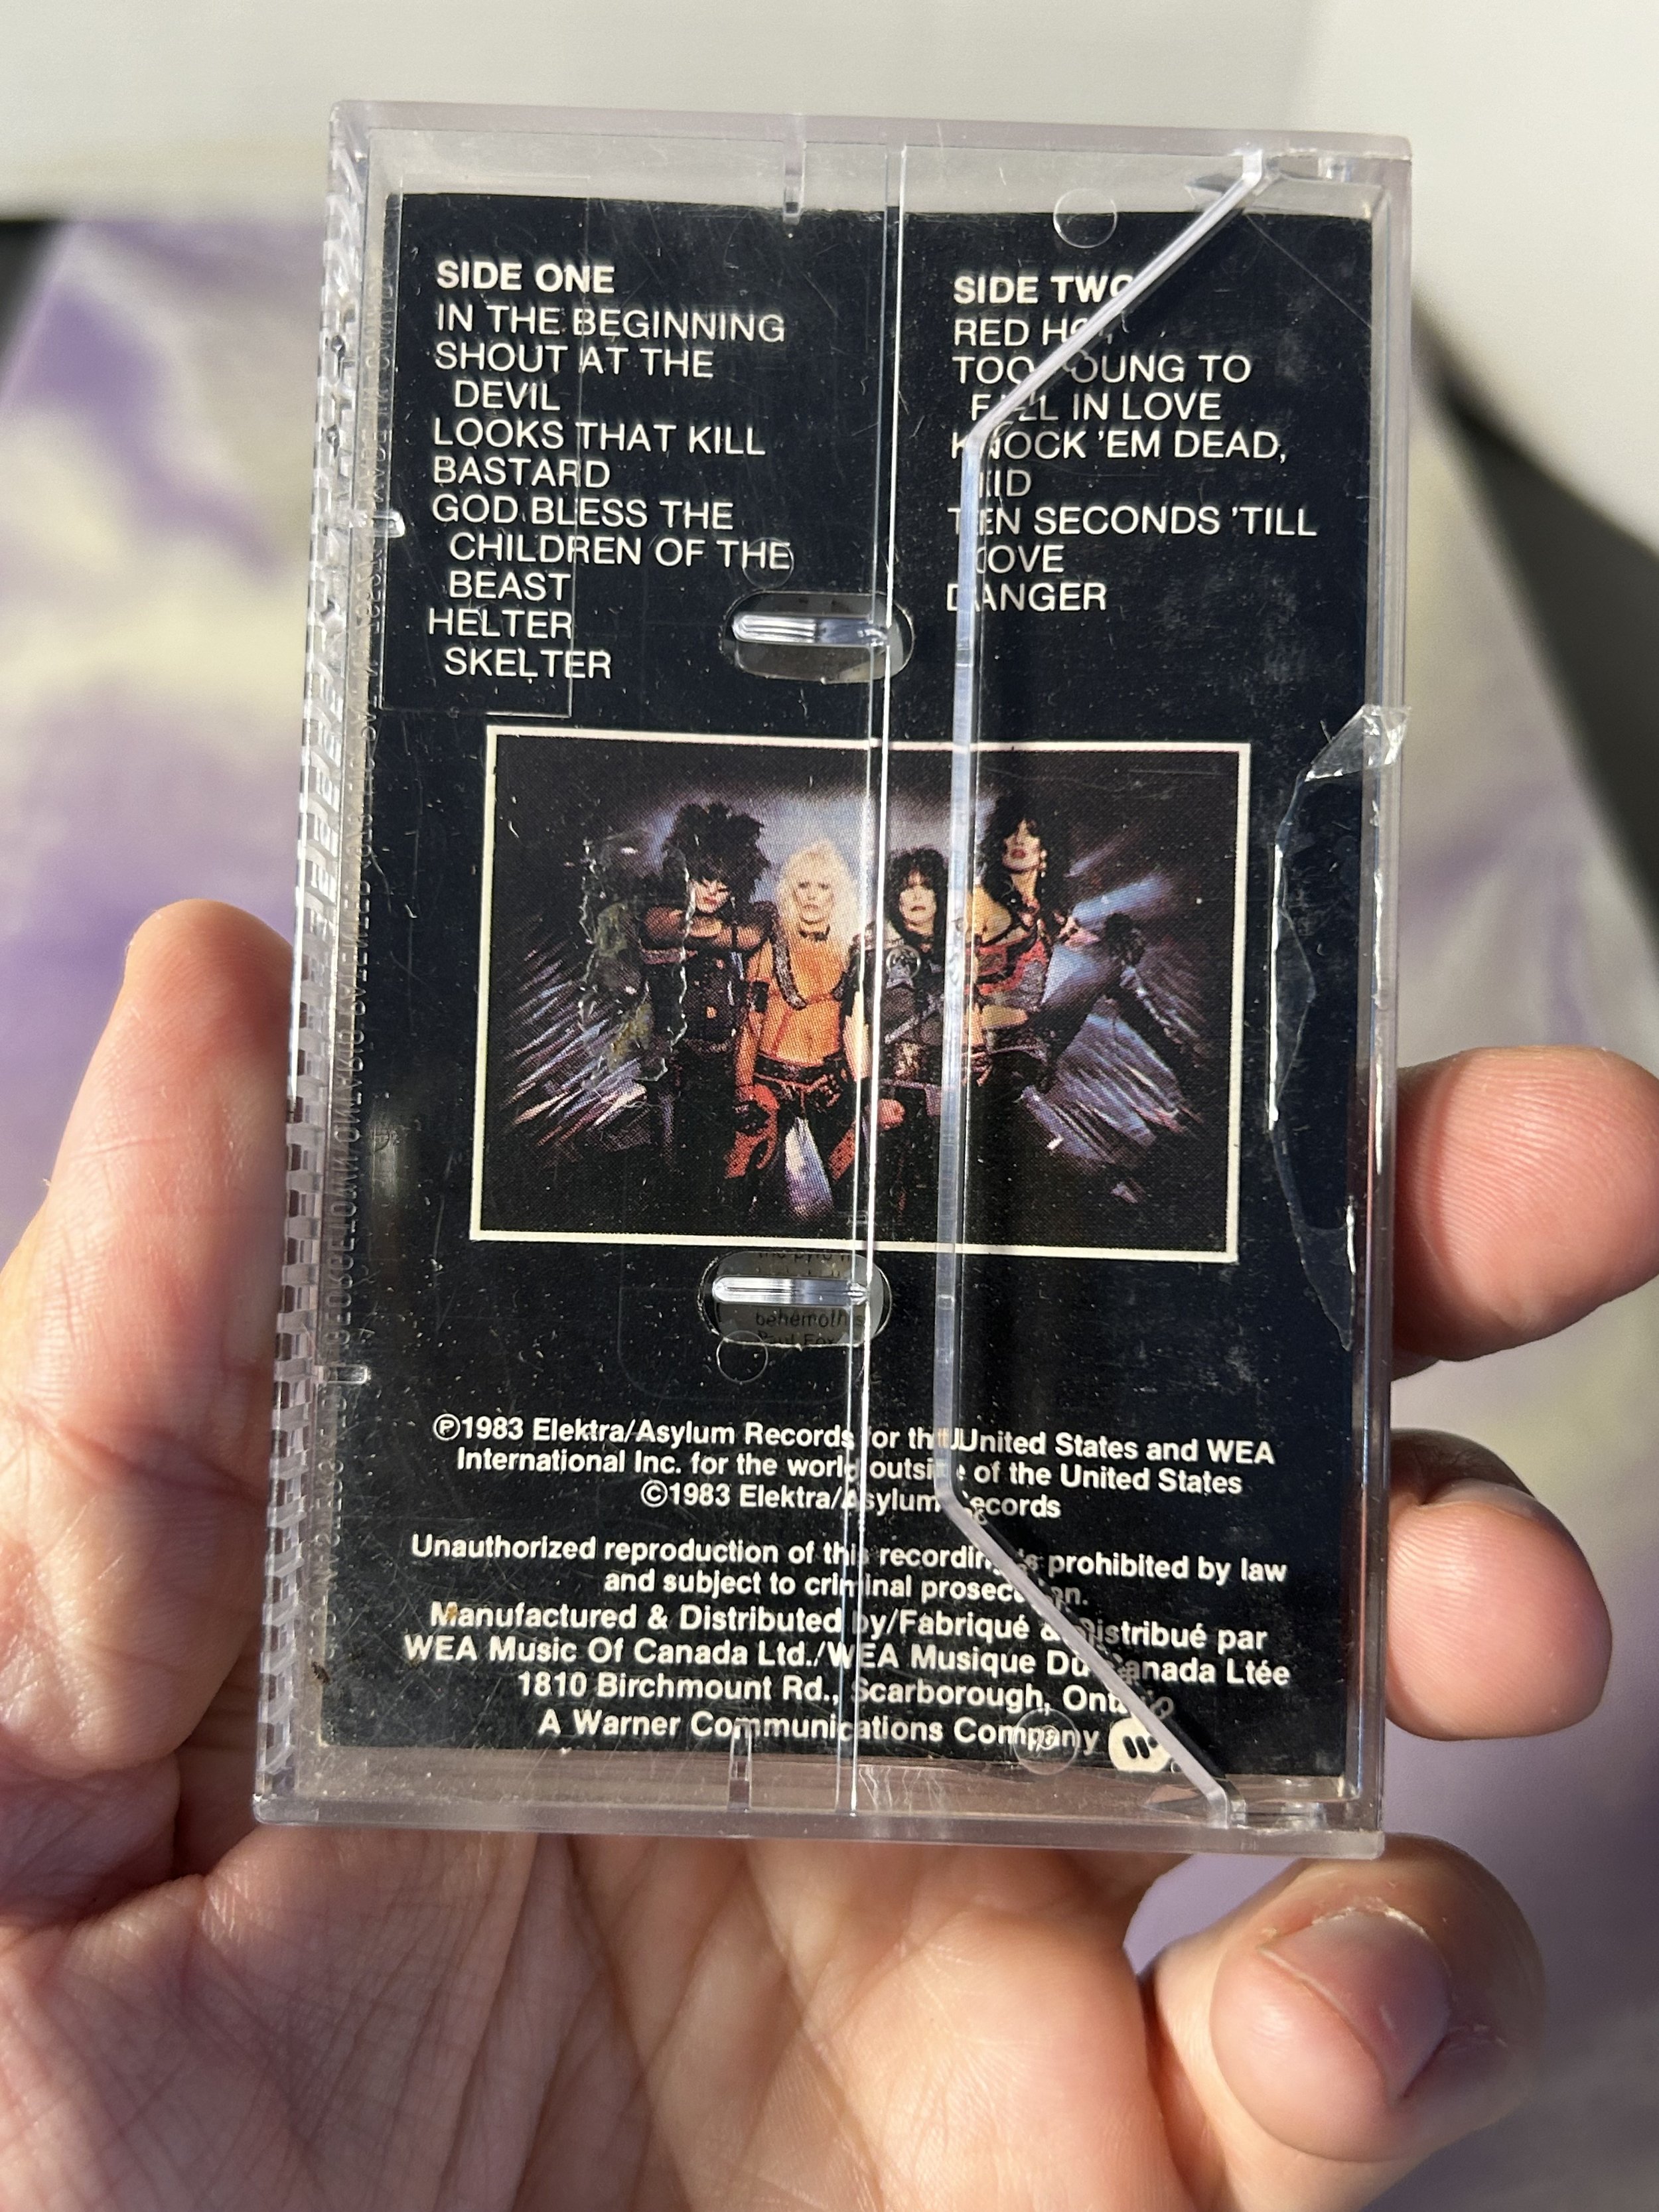 SIDE ONE
IN THE BEGINNING
SHOUT AT THE
DEVIL
LOOKS THAT KILL
BASTARD
GOD BLESS THE
CHILDREN OF THE
BEAST
HELTER
SKELTER
SIDE TWO
RED HOT
TOO YOUNG TO
FALL IN LOVE
KNOCK 'EM DEAD,
KID
TEN SECONDS 'TILL
LOVE
DANGER
behemoth
℗1983 Elektra/Asylum Records for the United States and WEA
International Inc. for the world outside of the United States
©1983 Elektra/Asylum Records
Unauthorized reproduction of this recording is prohibited by law
and subject to criminal prosecution.
Manufactured & Distributed by/Fabriqué & Distribué par
WEA Music Of Canada Ltd./WEA Musique Du Canada Ltée
1810 Birchmount Rd., Scarborough, Ontario
A Warner Communications Company